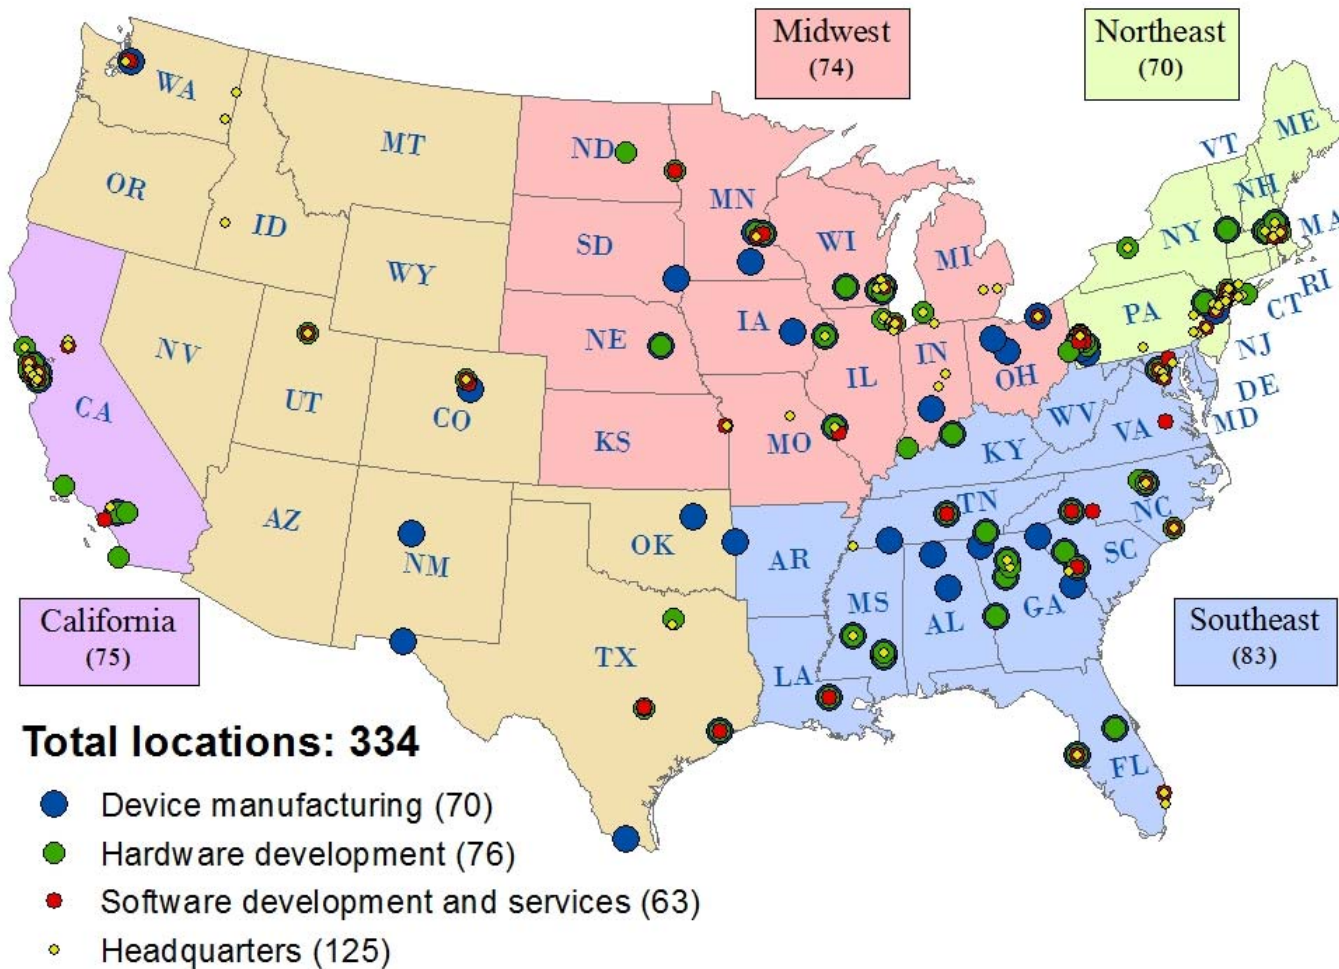 Midwest
(74)
Northeast
(70)
WA
MT
ND
MN
VT
ME
OR
ID
SD
WI
MI
NY
NH
MA
WY
RI
CT
NV
NE
IA
PA
NJ
CA
UT
CO
IL
IN
OH
DE
KS
MO
WV
MD
KY
VA
AZ
NM
OK
AR
TN
NC
SC
MS
AL
GA
California
(75)
TX
LA
Southeast
(83)
FL
Total locations: 334
Device manufacturing (70)
Hardware development (76)
Software development and services (63)
Headquarters (125)